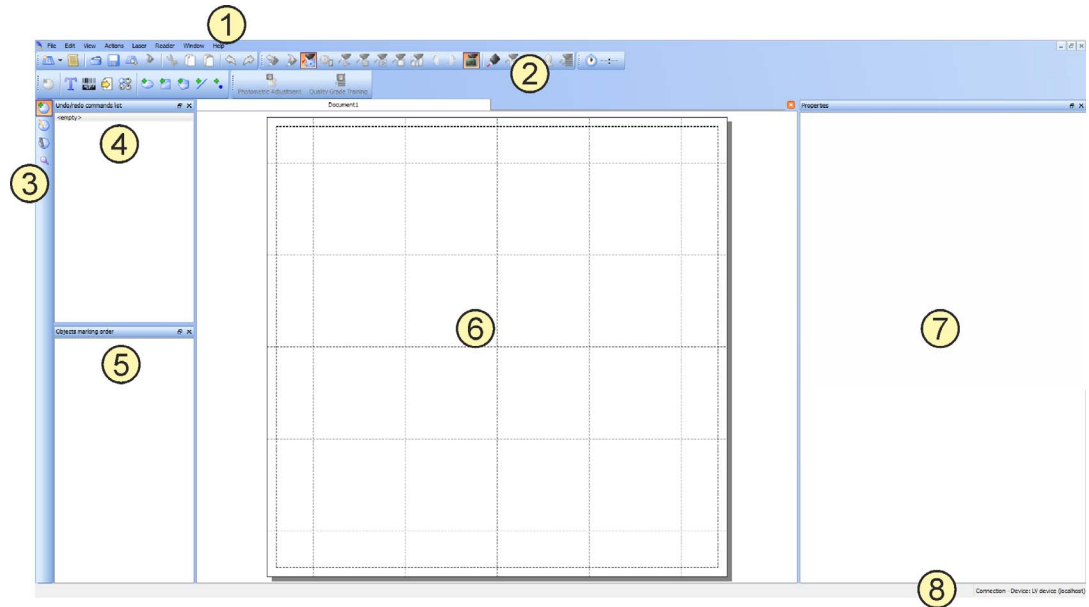 1
File Edit View Actions Laser Reader Window Help
2
Photometric Adjustment Quality Grade Training
Undo/redo commands list
Document1
Properties
<empty>
4
3
Objects marking order
6
7
5
8
Connection - Device: LV device (localhost)